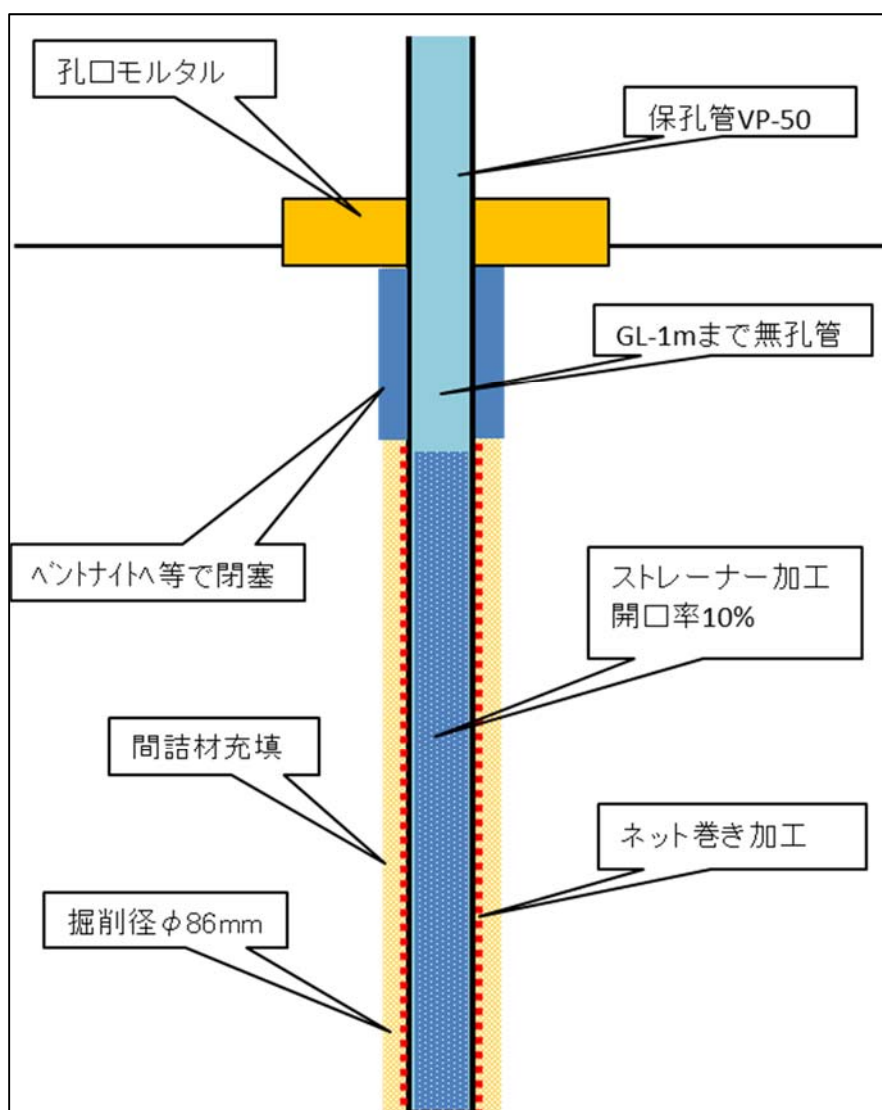 孔口モルタル
保孔管VP-50
GL-1mまで無孔管
ベントナイトへ等で閉塞
ストレーナー加工
開口率10%
間詰材充填
ネット巻き加工
掘削径φ86mm